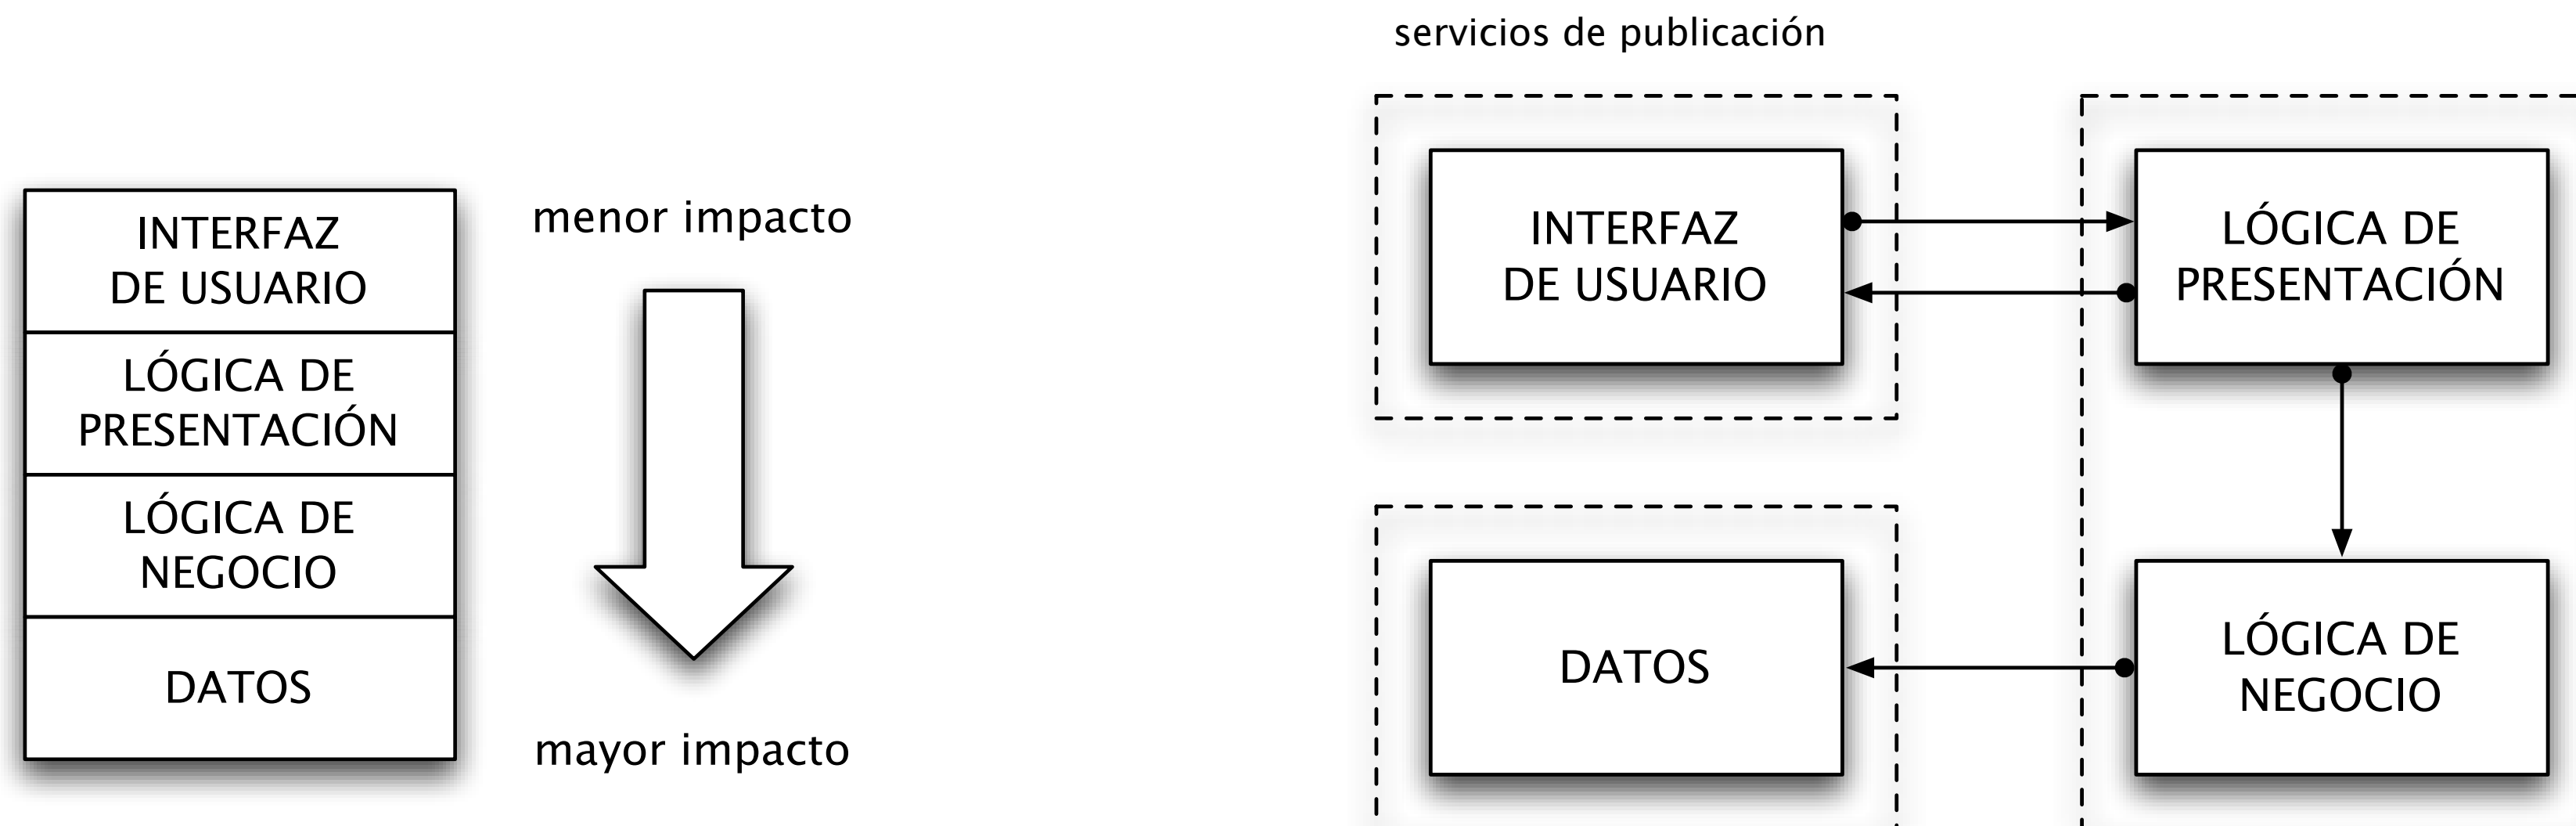 servicios de publicación
INTERFAZ
DE USUARIO
LÓGICA DE
PRESENTACIÓN
LÓGICA DE
NEGOCIO
DATOS
menor impacto
mayor impacto
INTERFAZ
DE USUARIO
LÓGICA DE
PRESENTACIÓN
DATOS
LÓGICA DE
NEGOCIO